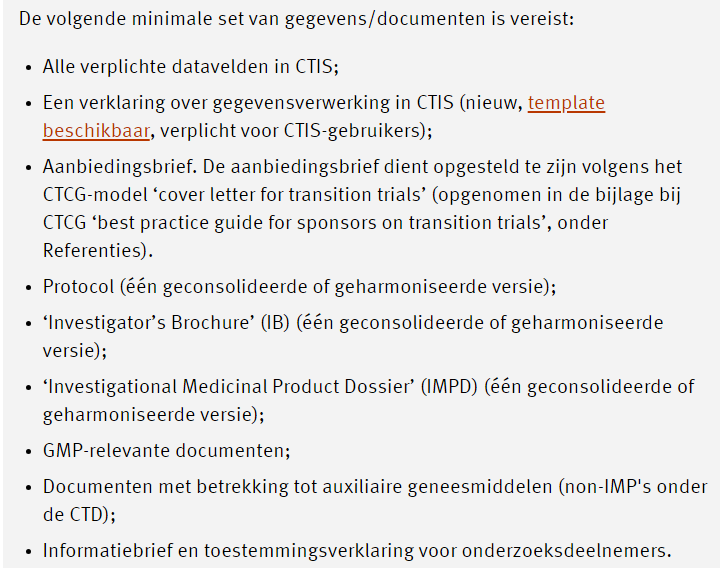 De volgende minimale set van gegevens/documenten is vereist:
• Alle verplichte datavelden in CTIS;
• Een verklaring over gegevensverwerking in CTIS (nieuw, template
beschikbaar, verplicht voor CTIS-gebruikers);
• Aanbiedingsbrief. De aanbiedingsbrief dient opgesteld te zijn volgens het
CTCG-model ‘cover letter for transition trials’ (opgenomen in de bijlage bij
CTCG ‘best practice guide for sponsors on transition trials’, onder
Referenties).
• Protocol (één geconsolideerde of geharmoniseerde versie);
• ‘Investigator’s Brochure’ (IB) (één geconsolideerde of geharmoniseerde
versie);
• ‘Investigational Medicinal Product Dossier’ (IMPD) (één geconsolideerde of
geharmoniseerde versie);
• GMP-relevante documenten;
• Documenten met betrekking tot auxiliaire geneesmiddelen (non-IMP's onder
de CTD);
• Informatiebrief en toestemmingsverklaring voor onderzoeksdeelnemers.